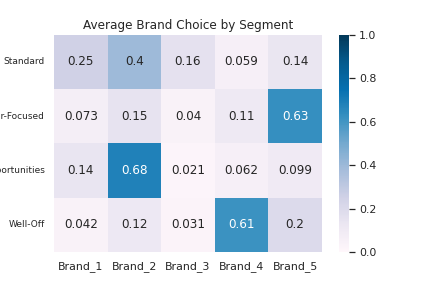 Average Brand Choice by Segment
Standard 0.25 0.4 0.16 0.059 0.14
r-Focused 0.073 0.15 0.04 0.11 0.63
portunities 0.14 0.68 0.021 0.062 0.099
Well-Off 0.042 0.12 0.031 0.61 0.2
Brand_1 Brand_2 Brand_3 Brand_4 Brand_5
1.0
0.8
0.6
0.4
0.2
0.0